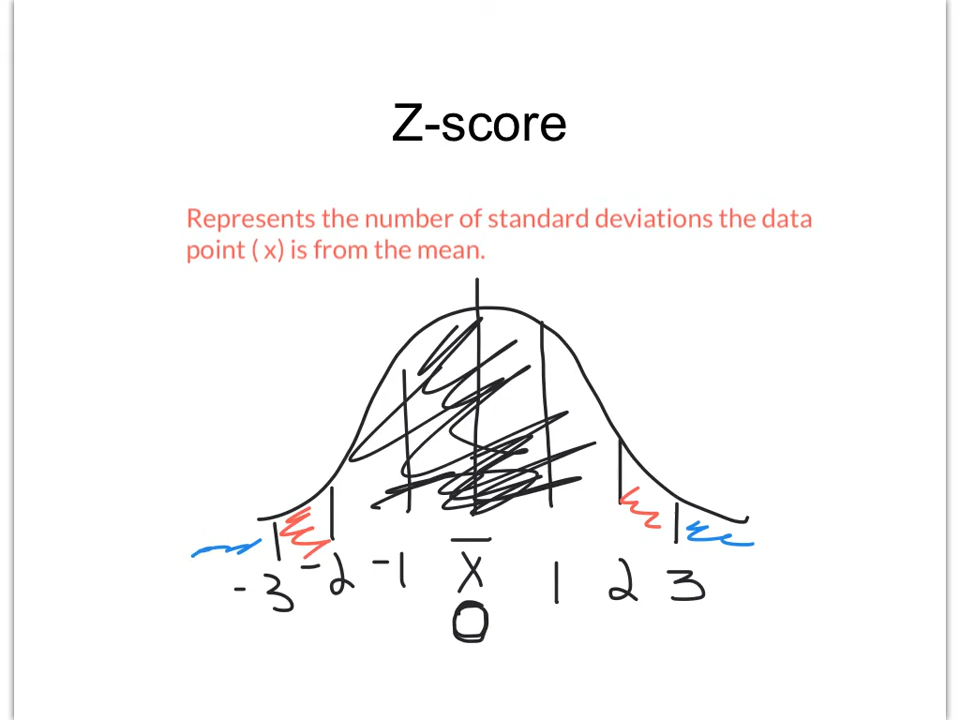 Z-score
Represents the number of standard deviations the data
point ( x) is from the mean.
-3 -2 -1 x̅ 1 2 3
0